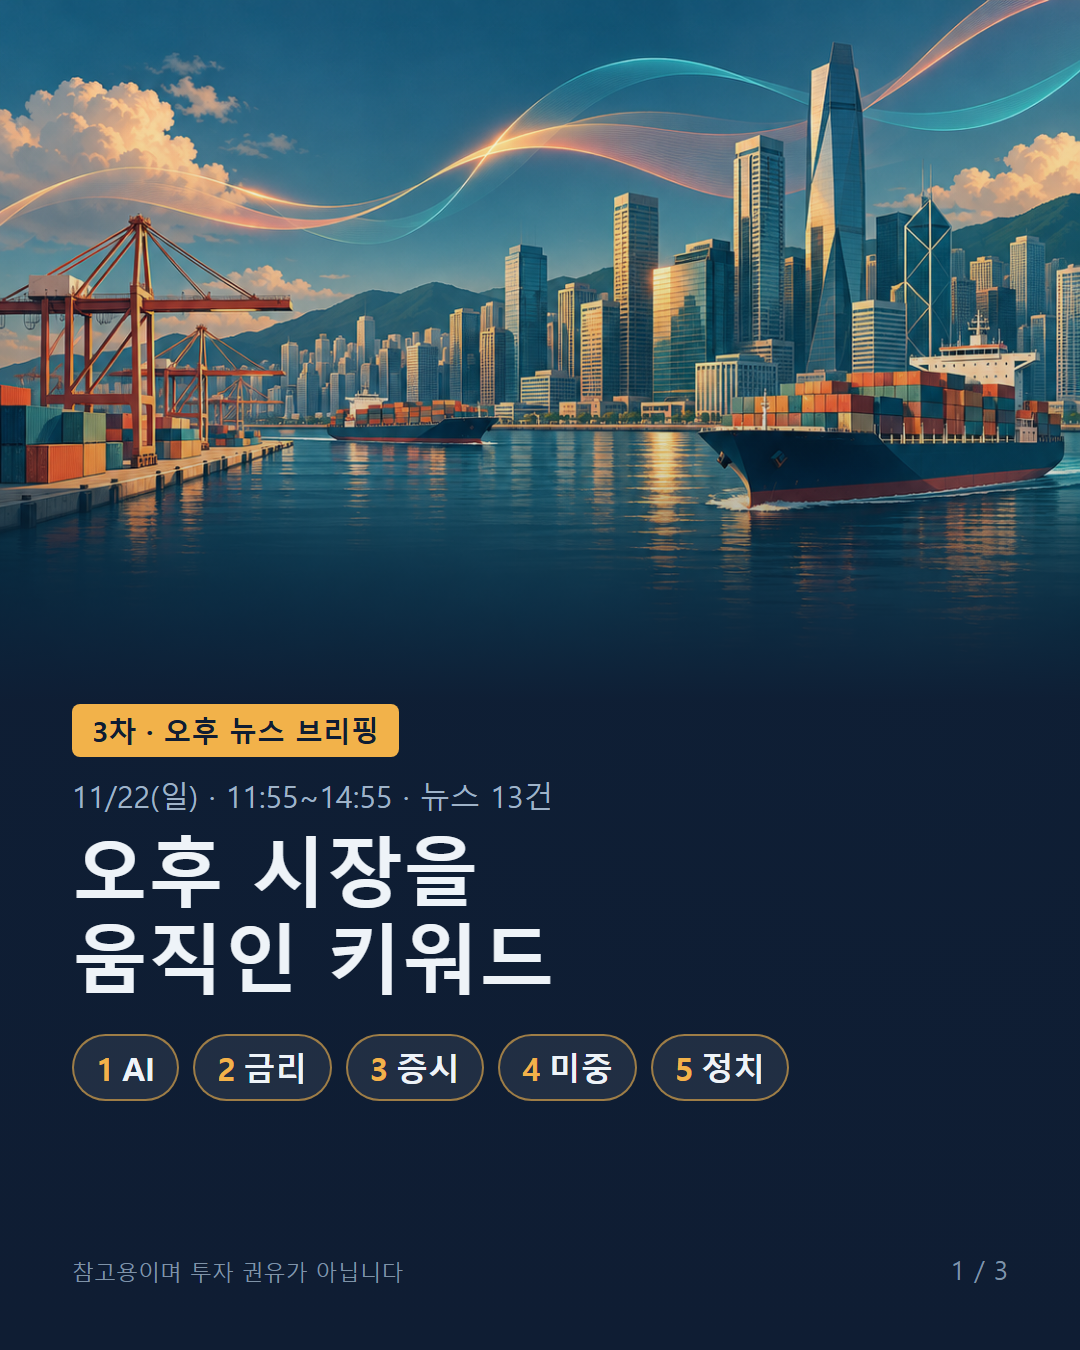 3차 · 오후 뉴스 브리핑
11/22(일) · 11:55~14:55 · 뉴스 13건
오후 시장을
움직인 키워드
1 AI 2 금리 3 증시 4 미중 5 정치
참고용이며 투자 권유가 아닙니다
1 / 3